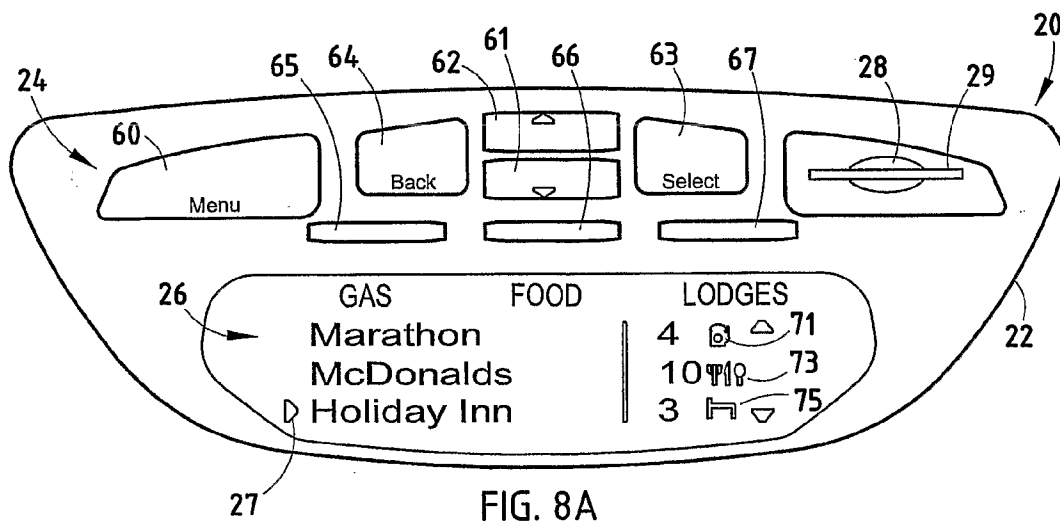 61
20
64
62
66
63
67
28
29
65
24
60
Menu
Back
Select
26
GAS FOOD LODGES
Marathon 4 71
McDonalds 10 73
Holiday Inn 3 75
22
27
FIG. 8A